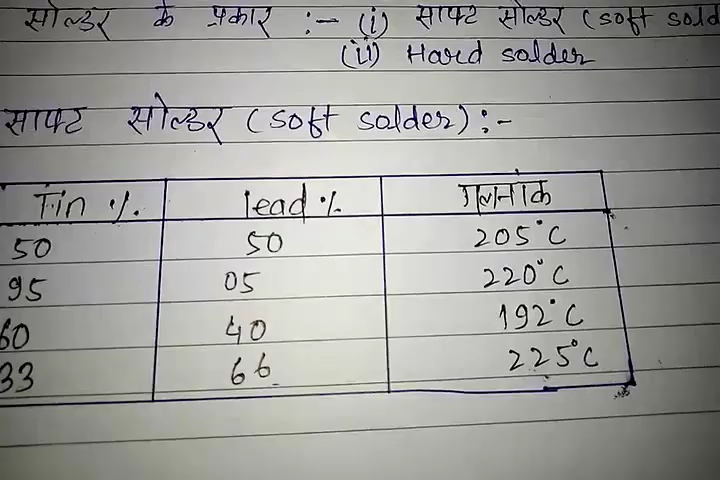 सोल्डर के प्रकार :- (i) साफ्ट सोल्डर (soft sold
(ii) Hard solder
साफ्ट सोल्डर (soft solder) :-
Tin % lead % गलनांक
50 50 205°C
95 05 220°C
60 40 192°C
33 66 225°C